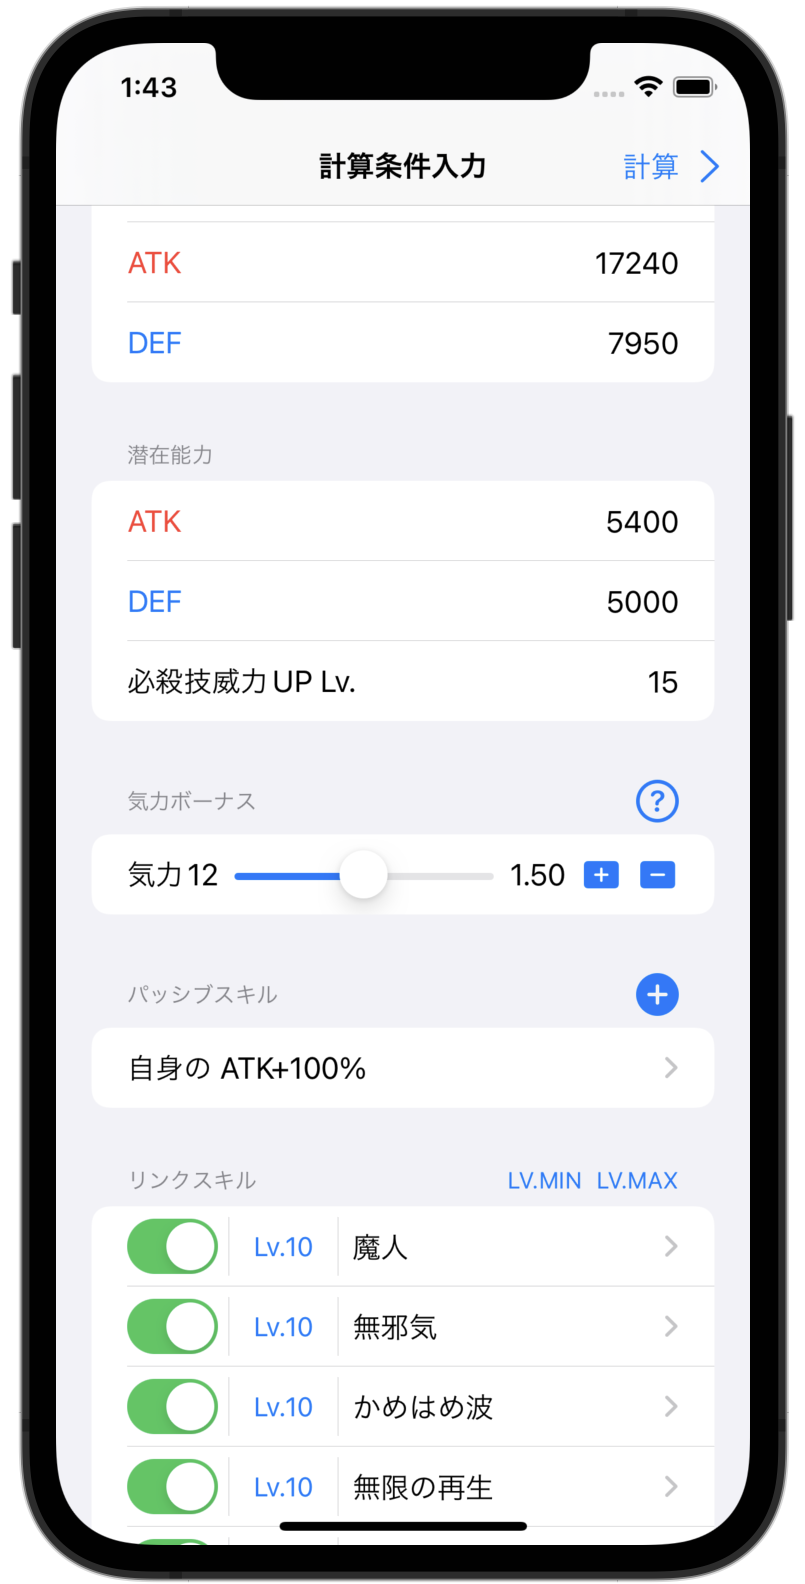 1:43
計算条件入力 計算
ATK 17240
DEF 7950
潜在能力
ATK 5400
DEF 5000
必殺技威力UP Lv. 15
気力ボーナス ?
気力12 1.50 + −
パッシブスキル +
自身の ATK+100%
リンクスキル LV.MIN LV.MAX
Lv.10 魔人
Lv.10 無邪気
Lv.10 かめはめ波
Lv.10 無限の再生